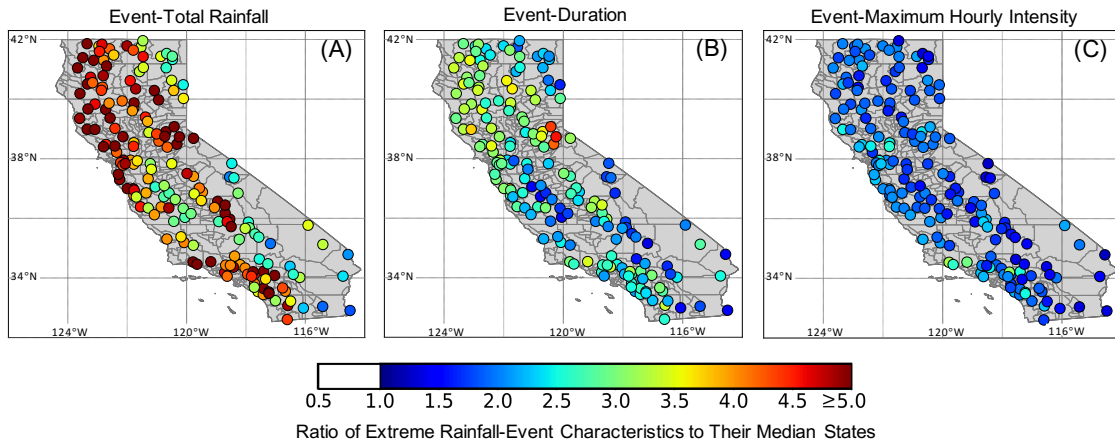 Event-Total Rainfall
Event-Duration
Event-Maximum Hourly Intensity
(A)
(B)
(C)
42°N
38°N
34°N
124°W
120°W
116°W
42°N
38°N
34°N
124°W
120°W
116°W
42°N
38°N
34°N
124°W
120°W
116°W
0.5 1.0 1.5 2.0 2.5 3.0 3.5 4.0 4.5 ≥5.0
Ratio of Extreme Rainfall-Event Characteristics to Their Median States